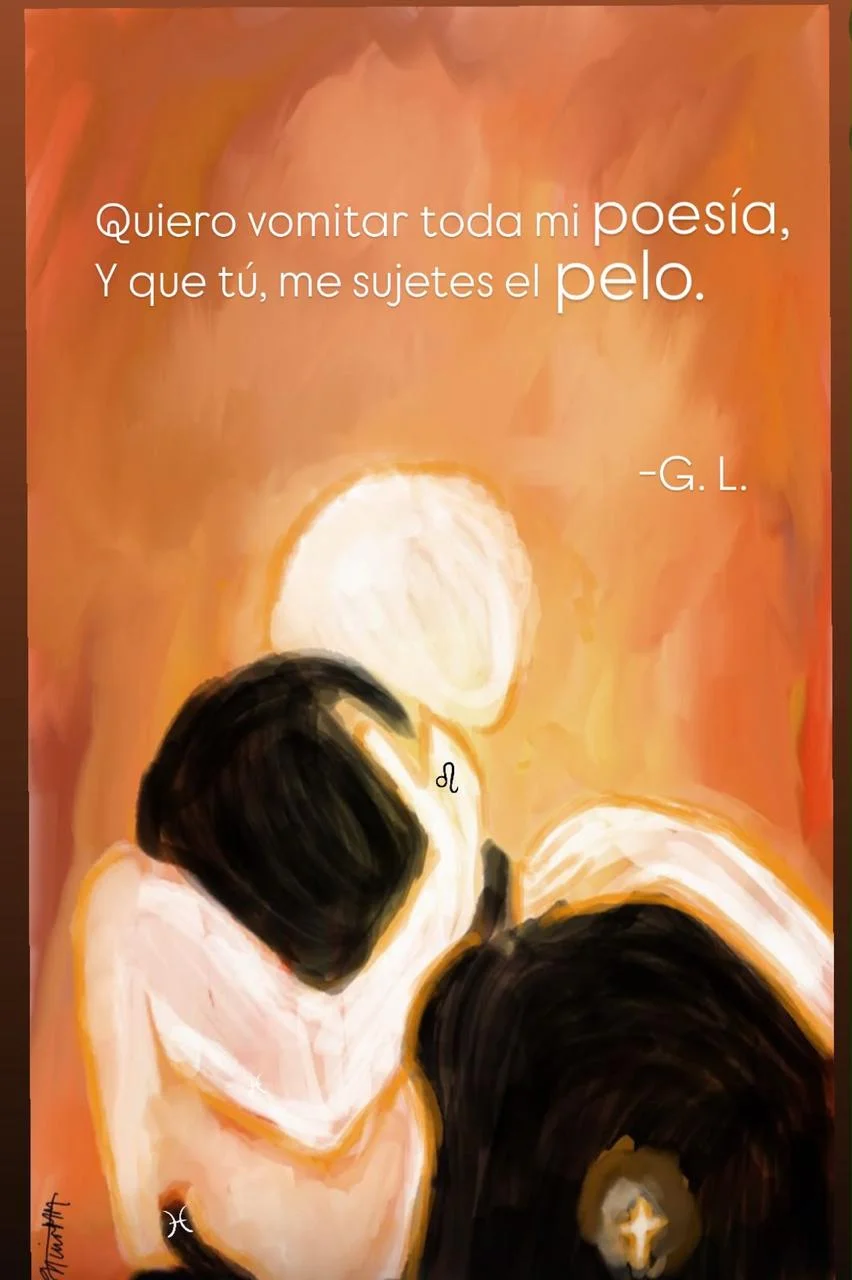 Quiero vomitar toda mi poesía,
Y que tú, me sujetes el pelo.
-G. L.
♌
♓